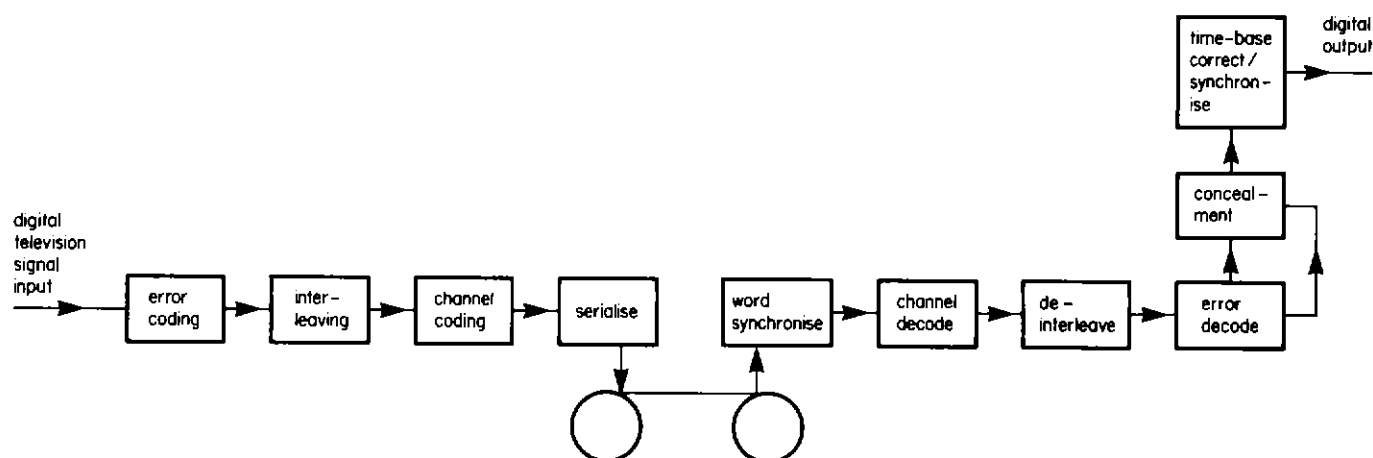 digital
television
signal
input
error
coding
inter-
leaving
channel
coding
serialise
word
synchronise
channel
decode
de-
interleave
error
decode
conceal-
ment
time-base
correct/
synchron-
ise
digital
output